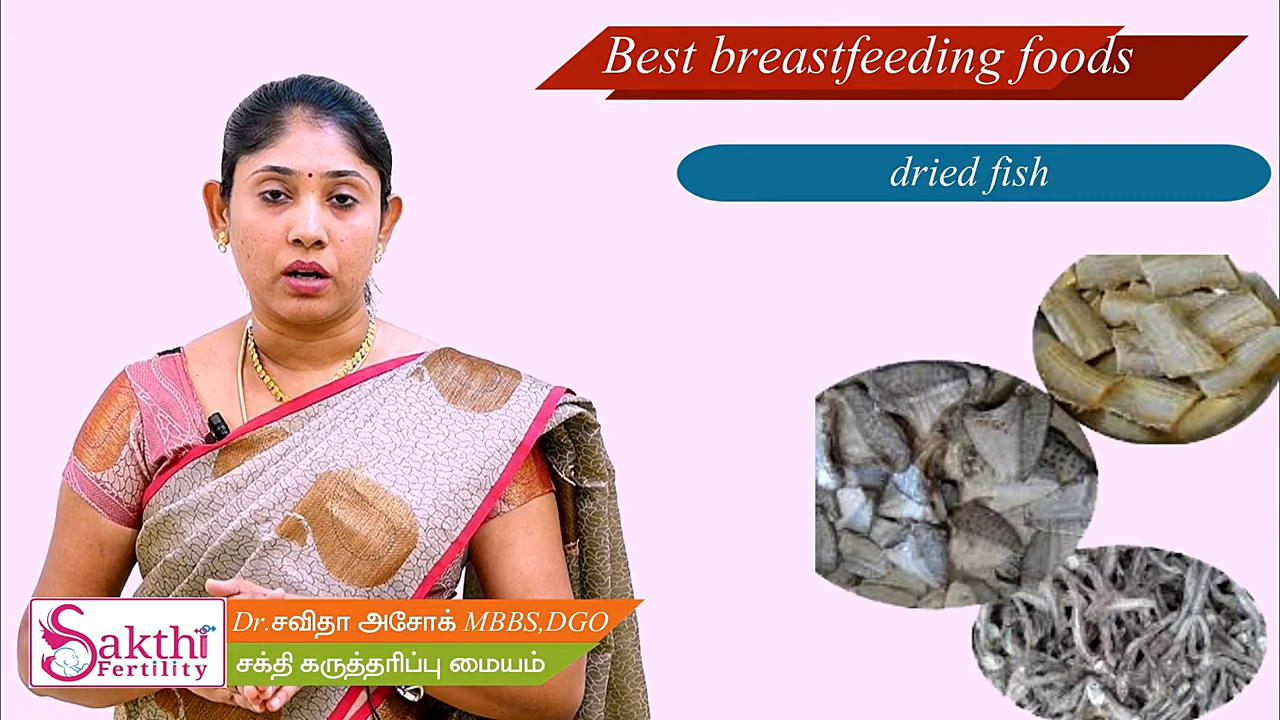 Best breastfeeding foods
dried fish
Sakthi
Fertility
Dr.சவிதா அசோக் MBBS,DGO
சக்தி கருத்தரிப்பு மையம்